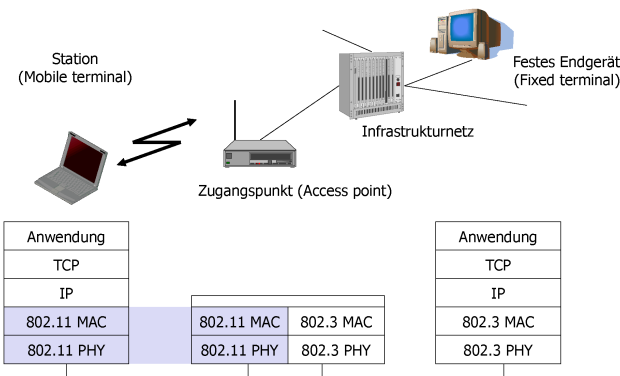 Station
(Mobile terminal)
Festes Endgerät
(Fixed terminal)
Infrastrukturnetz
Zugangspunkt (Access point)
Anwendung
TCP
IP
802.11 MAC
802.11 PHY
802.11 MAC 802.3 MAC
802.11 PHY 802.3 PHY
Anwendung
TCP
IP
802.3 MAC
802.3 PHY